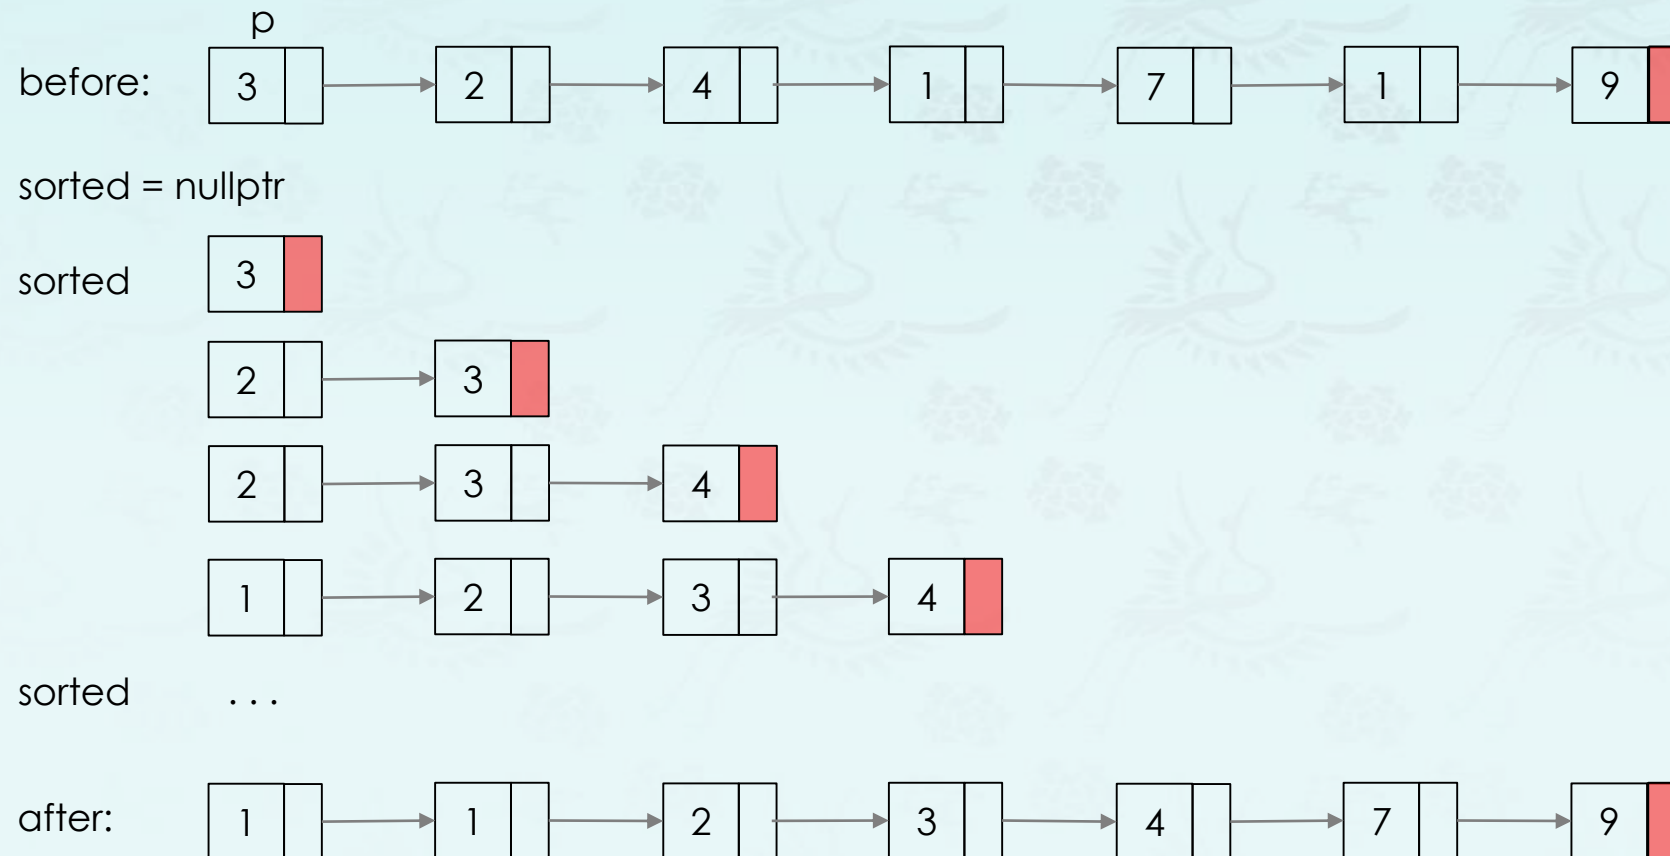 p
before: 3 2 4 1 7 1 9
sorted = nullptr
sorted 3
2 3
2 3 4
1 2 3 4
sorted . . .
after: 1 1 2 3 4 7 9